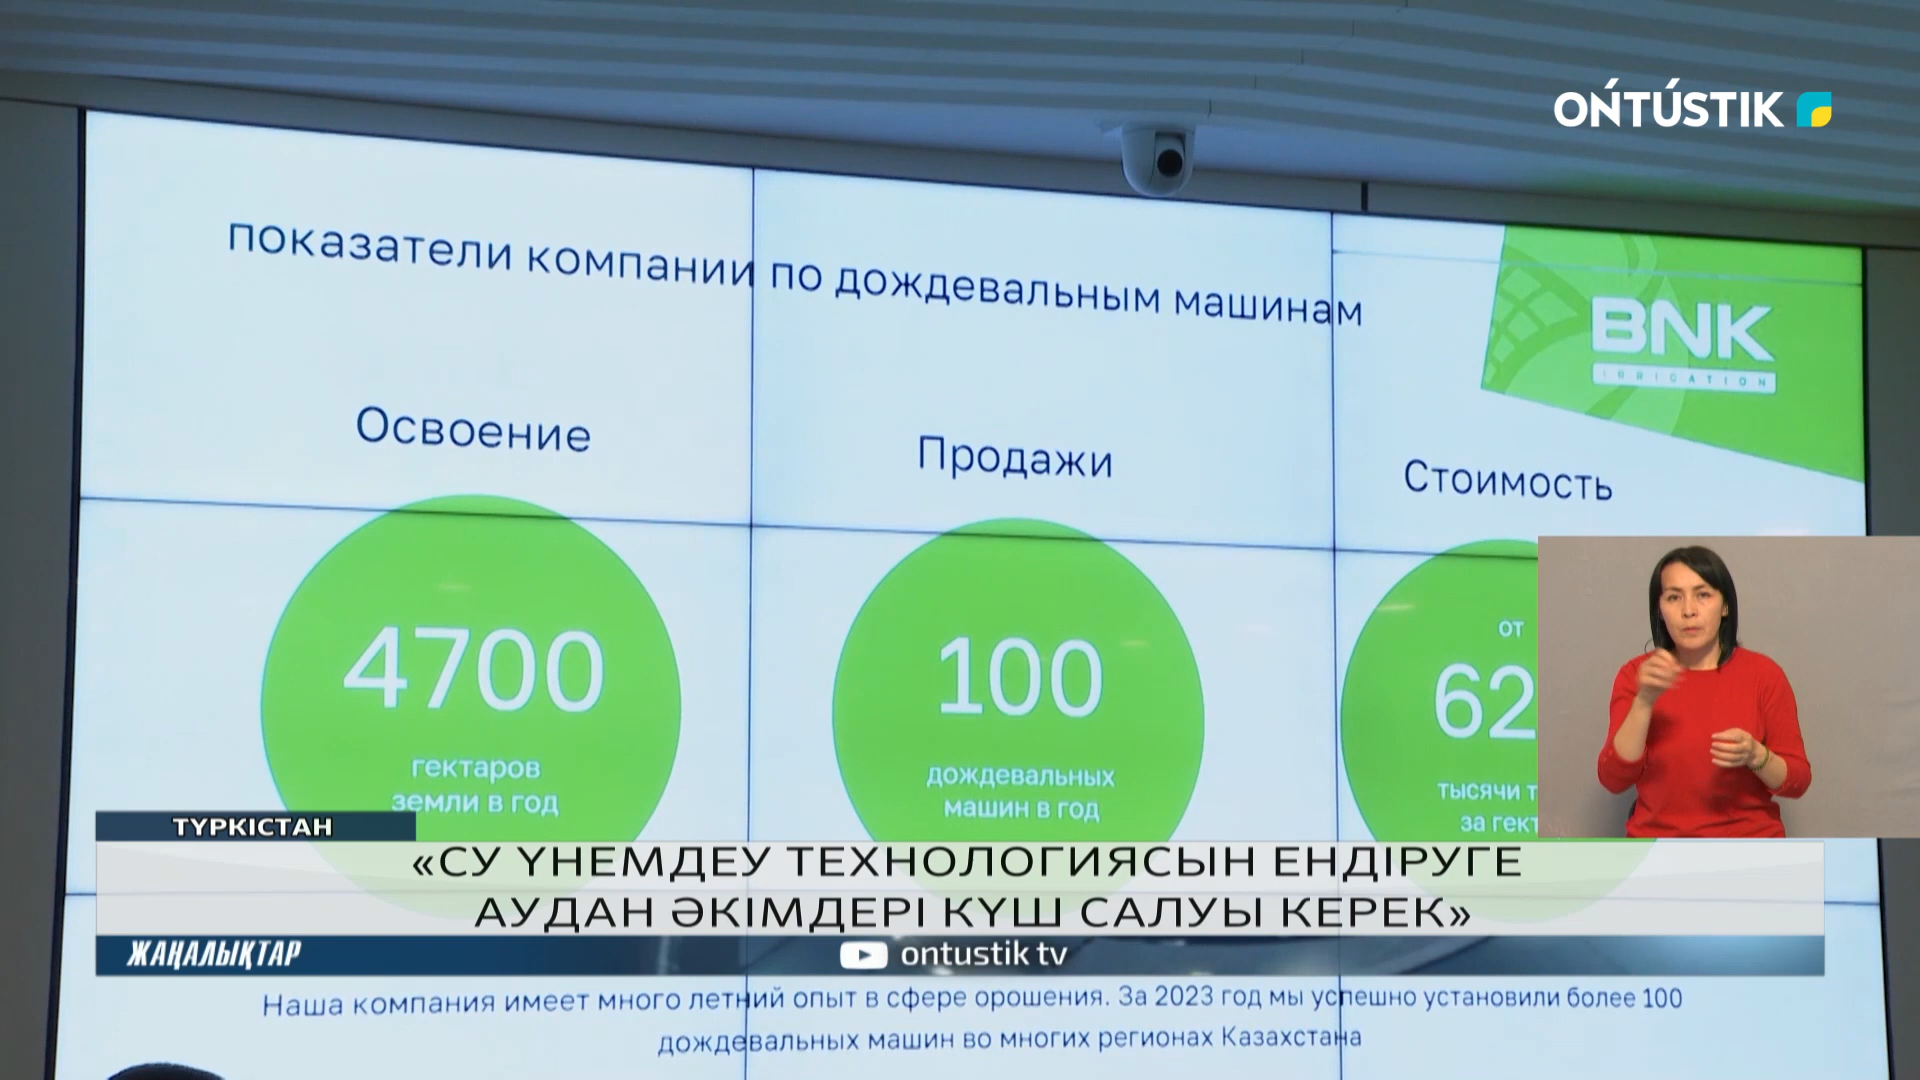 OŃTÚSTIK
показатели компании по дождевальным машинам
BNK
IRRIGATION
Освоение
Продажи
Стоимость
4700
гектаров
земли в год
100
дождевальных
машин в год
от
62
тысячи
за
ТҮРКІСТАН
«СУ ҮНЕМДЕУ ТЕХНОЛОГИЯСЫН ЕНДІРУГЕ
АУДАН ӘКІМДЕРІ КҮШ САЛУЫ КЕРЕК»
ЖАҢАЛЫҚТАР
ontustik tv
Наша компания имеет много летний опыт в сфере орошения. За 2023 год мы успешно установили более 100
дождевальных машин во многих регионах Казахстана